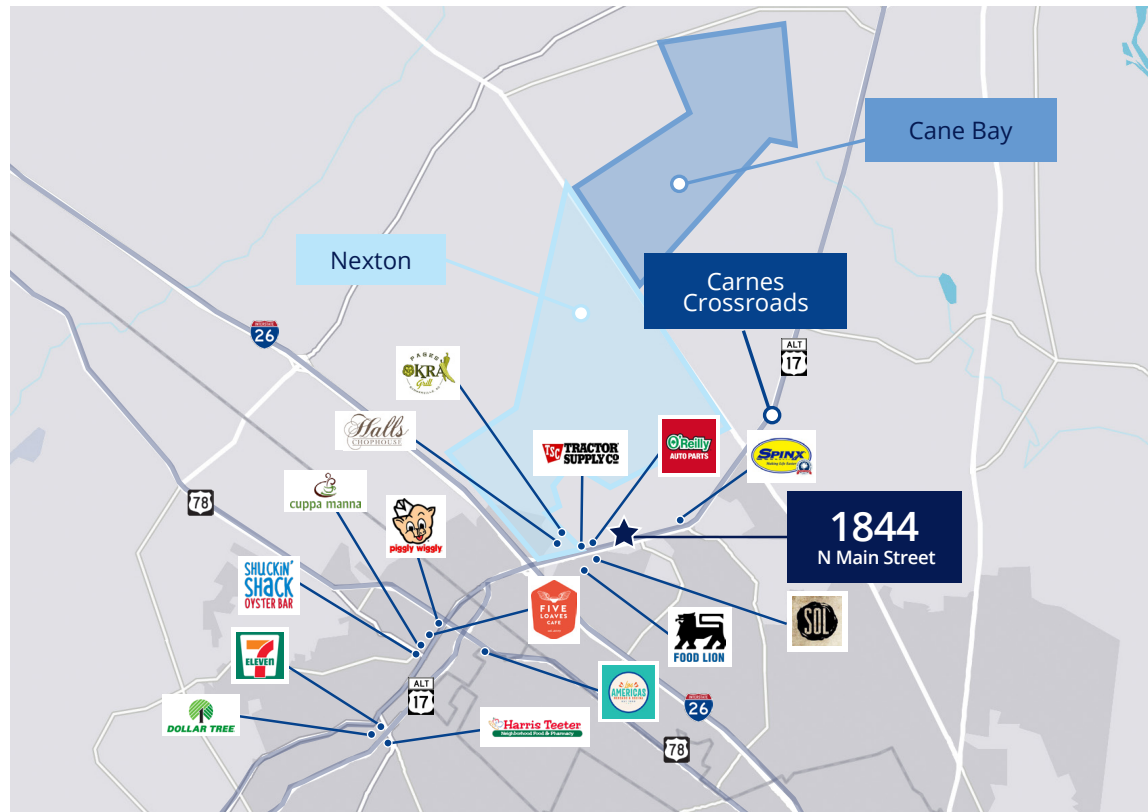 Cane Bay
Nexton
Carnes
Crossroads
26
ALT
17
PAGE'S
OKRA
Grill
Halls
CHOPHOUSE
TSC TRACTOR
SUPPLY CO
O'Reilly
AUTO PARTS
SPINX
78
cuppa manna
piggly wiggly
1844
N Main Street
SHUCKIN'
SHACK
OYSTER BAR
FIVE
LOAVES
CAFE
SOL
FOOD LION
7
ELEVEN
AMERICAS
ALT
17
26
DOLLAR TREE
Harris Teeter
Neighborhood Food & Pharmacy
78